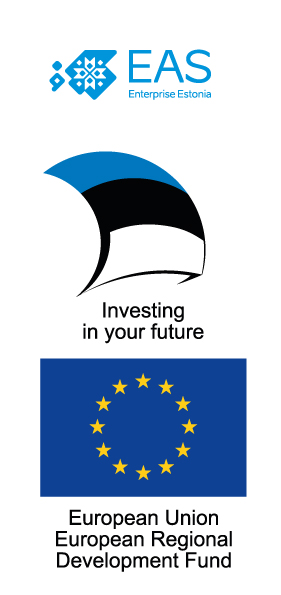 EAS
Enterprise Estonia
Investing
in your future
European Union
European Regional
Development Fund